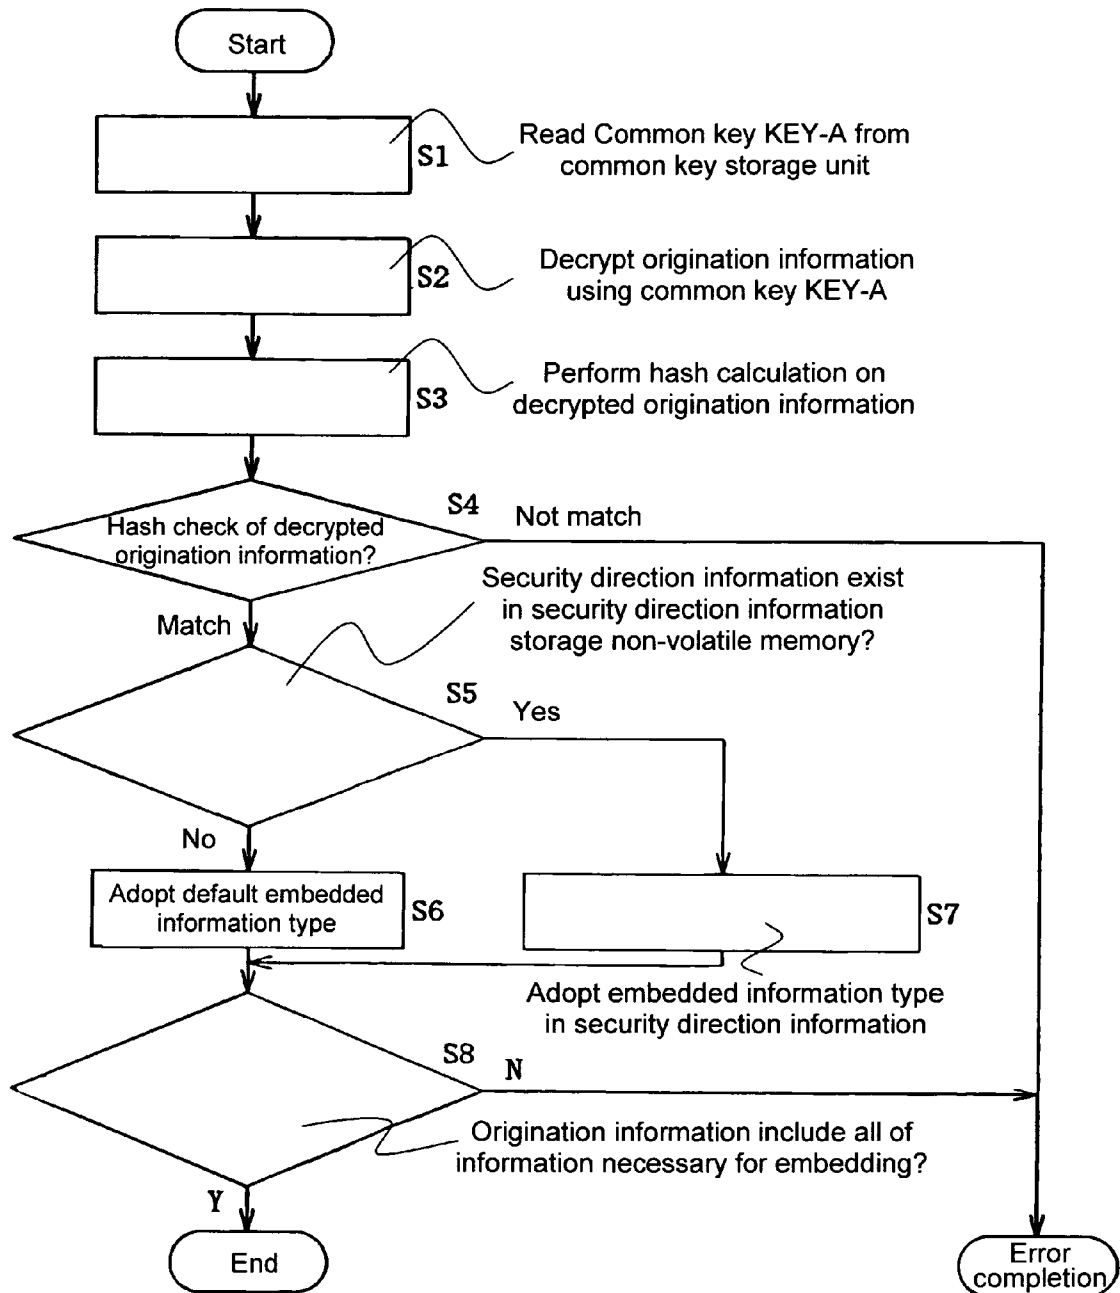 Start
S1
Read Common key KEY-A from
common key storage unit
S2
Decrypt origination information
using common key KEY-A
S3
Perform hash calculation on
decrypted origination information
S4
Hash check of decrypted
origination information?
Not match
Match
Security direction information exist
in security direction information
storage non-volatile memory?
S5
Yes
No
Adopt default embedded
information type
S6
S7
Adopt embedded information type
in security direction information
S8
N
Origination information include all of
information necessary for embedding?
Y
End
Error
completion